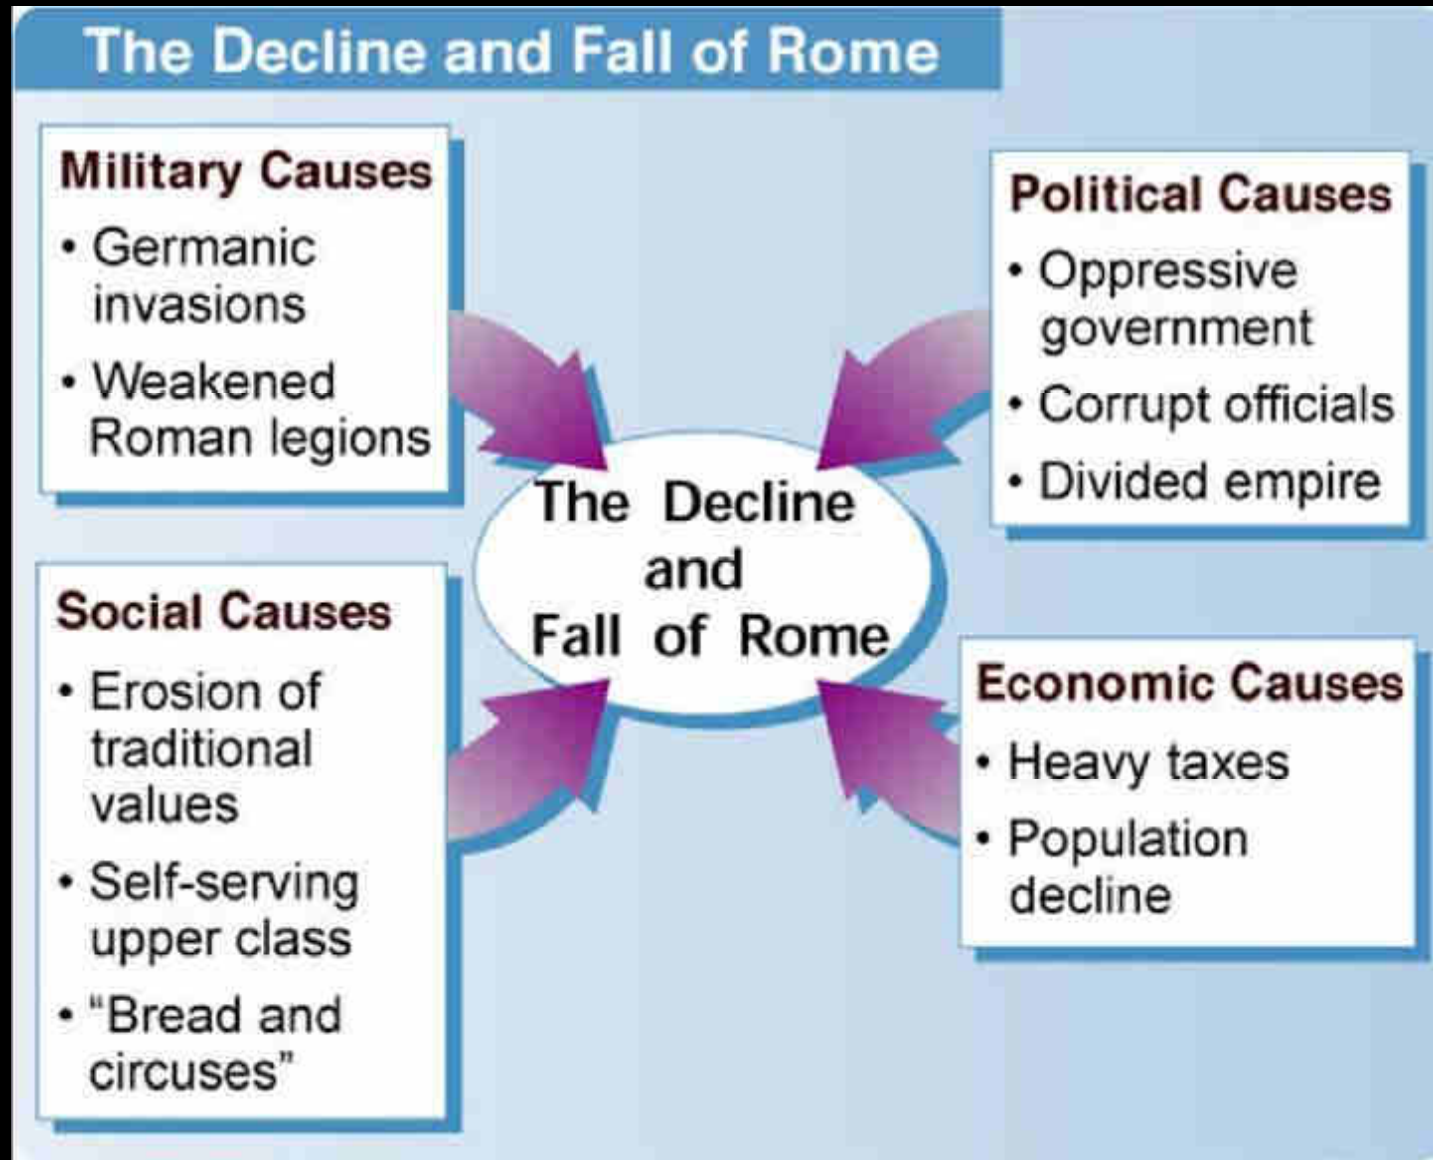 The Decline and Fall of Rome
Military Causes
• Germanic
invasions
• Weakened
Roman legions
Political Causes
• Oppressive
government
• Corrupt officials
• Divided empire
The Decline
and
Fall of Rome
Social Causes
• Erosion of
traditional
values
• Self-serving
upper class
• “Bread and
circuses”
Economic Causes
• Heavy taxes
• Population
decline